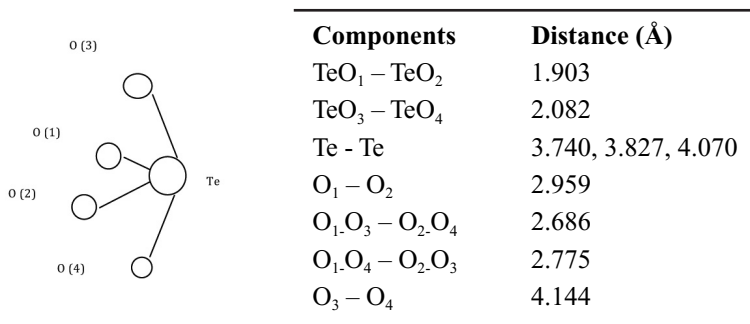 O (3)
O (1)
O (2)
Te
O (4)
Components Distance (Å)
TeO₁ – TeO₂ 1.903
TeO₃ – TeO₄ 2.082
Te - Te 3.740, 3.827, 4.070
O₁ – O₂ 2.959
O₁₋O₃ – O₂₋O₄ 2.686
O₁₋O₄ – O₂₋O₃ 2.775
O₃ – O₄ 4.144